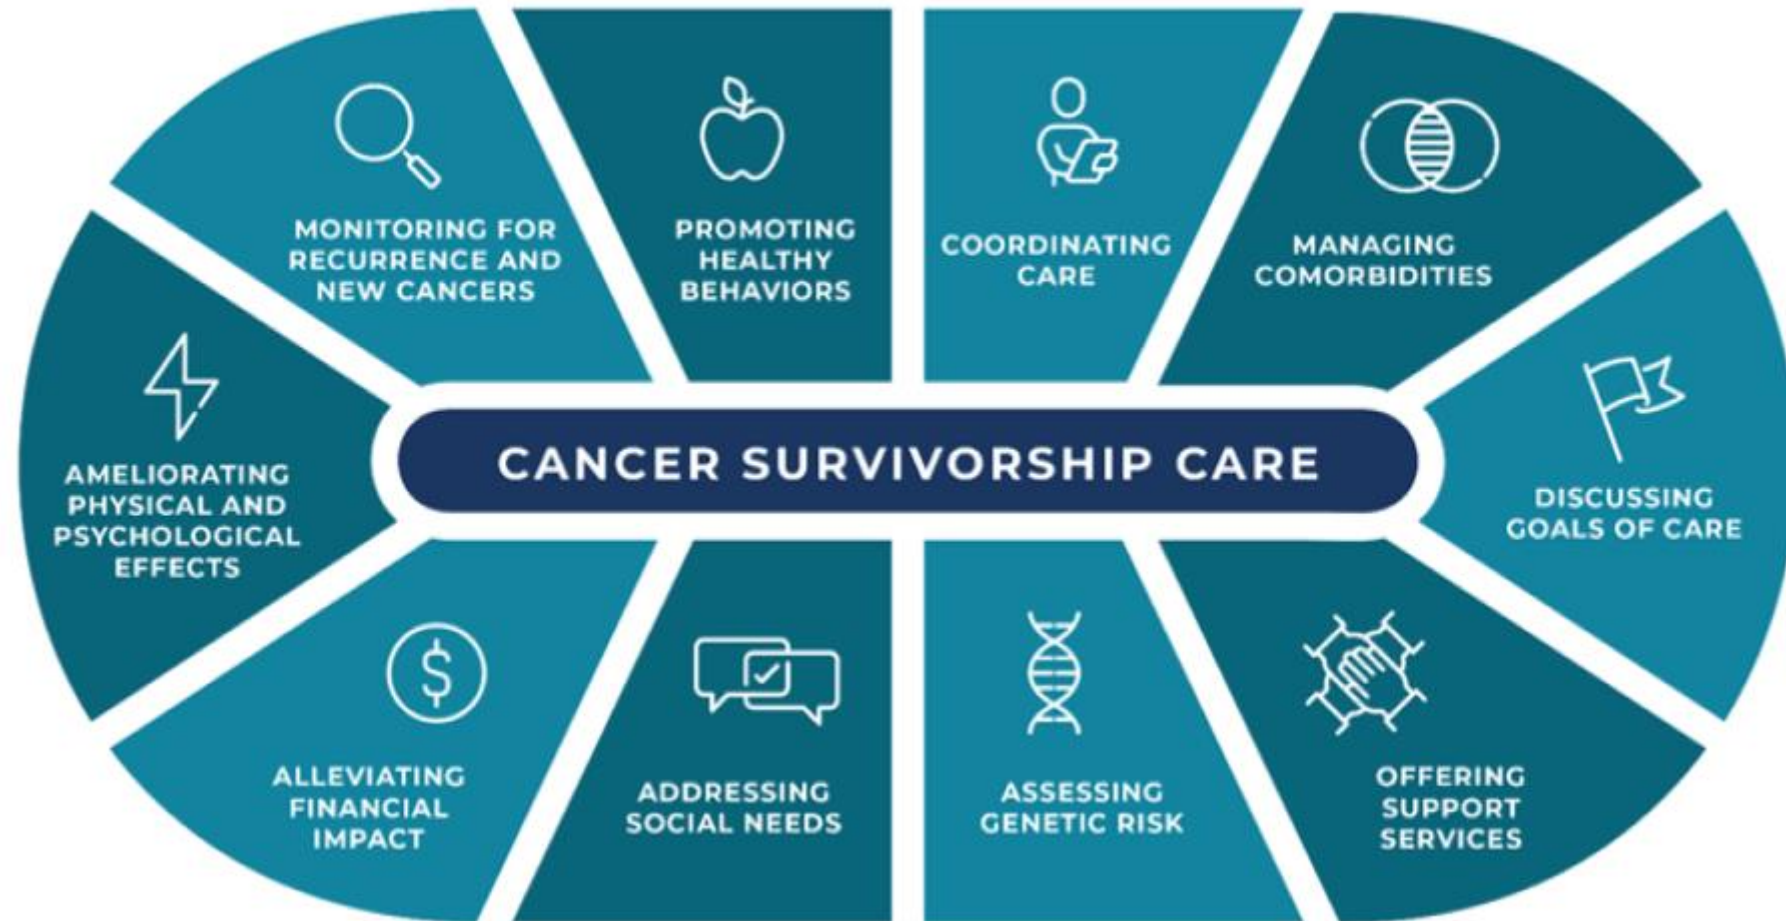 MONITORING FOR
RECURRENCE AND
NEW CANCERS
PROMOTING
HEALTHY
BEHAVIORS
COORDINATING
CARE
MANAGING
COMORBIDITIES
AMELIORATING
PHYSICAL AND
PSYCHOLOGICAL
EFFECTS
CANCER SURVIVORSHIP CARE
DISCUSSING
GOALS OF CARE
ALLEVIATING
FINANCIAL
IMPACT
ADDRESSING
SOCIAL NEEDS
ASSESSING
GENETIC RISK
OFFERING
SUPPORT
SERVICES